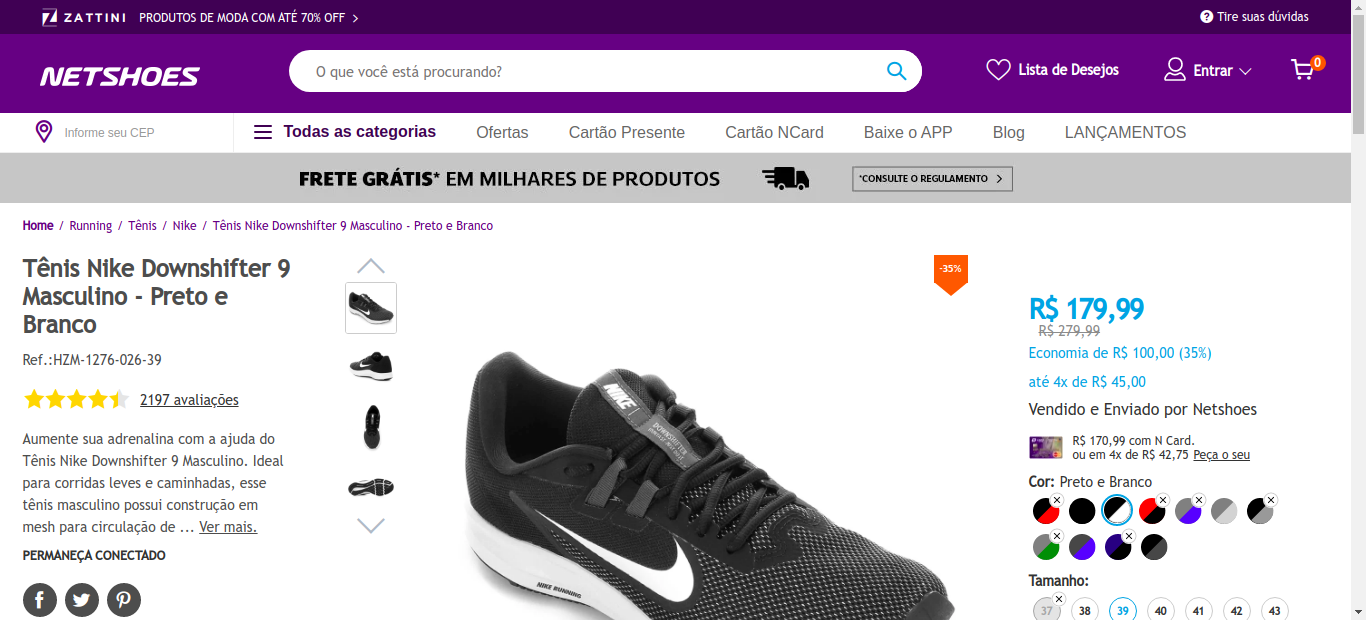 ZATTINI PRODUTOS DE MODA COM ATÉ 70% OFF
Tire suas dúvidas
NETSHOES
O que você está procurando?
Lista de Desejos
Entrar
0
Informe seu CEP
Todas as categorias
Ofertas
Cartão Presente
Cartão NCard
Baixe o APP
Blog
LANÇAMENTOS
FRETE GRÁTIS* EM MILHARES DE PRODUTOS
*CONSULTE O REGULAMENTO
Home / Running / Tênis / Nike / Tênis Nike Downshifter 9 Masculino - Preto e Branco
Tênis Nike Downshifter 9
Masculino - Preto e
Branco
Ref.:HZM-1276-026-39
2197 avaliações
Aumente sua adrenalina com a ajuda do
Tênis Nike Downshifter 9 Masculino. Ideal
para corridas leves e caminhadas, esse
tênis masculino possui construção em
mesh para circulação de ... Ver mais.
PERMANEÇA CONECTADO
-35%
NIKE
DOWNSHIFTER
NIKE RUNNING
R$ 179,99
R$ 279,99
Economia de R$ 100,00 (35%)
até 4x de R$ 45,00
Vendido e Enviado por Netshoes
R$ 170,99 com N Card.
ou em 4x de R$ 42,75 Peça o seu
Cor: Preto e Branco
Tamanho:
37 38 39 40 41 42 43